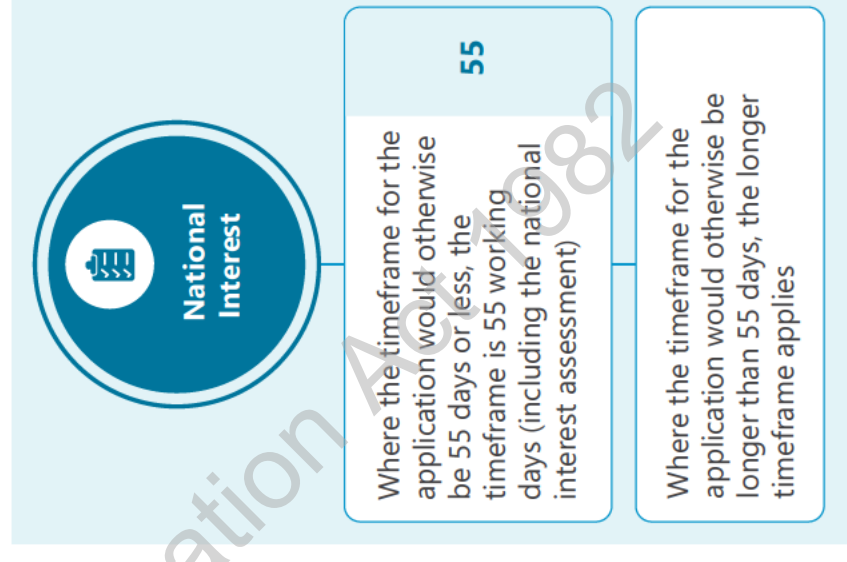 National
Interest
Where the timeframe for the
application would otherwise
be 55 days or less, the
timeframe is 55 working
days (including the national
interest assessment)
55
Where the timeframe for the
application would otherwise be
longer than 55 days, the longer
timeframe applies
ation Act 1982